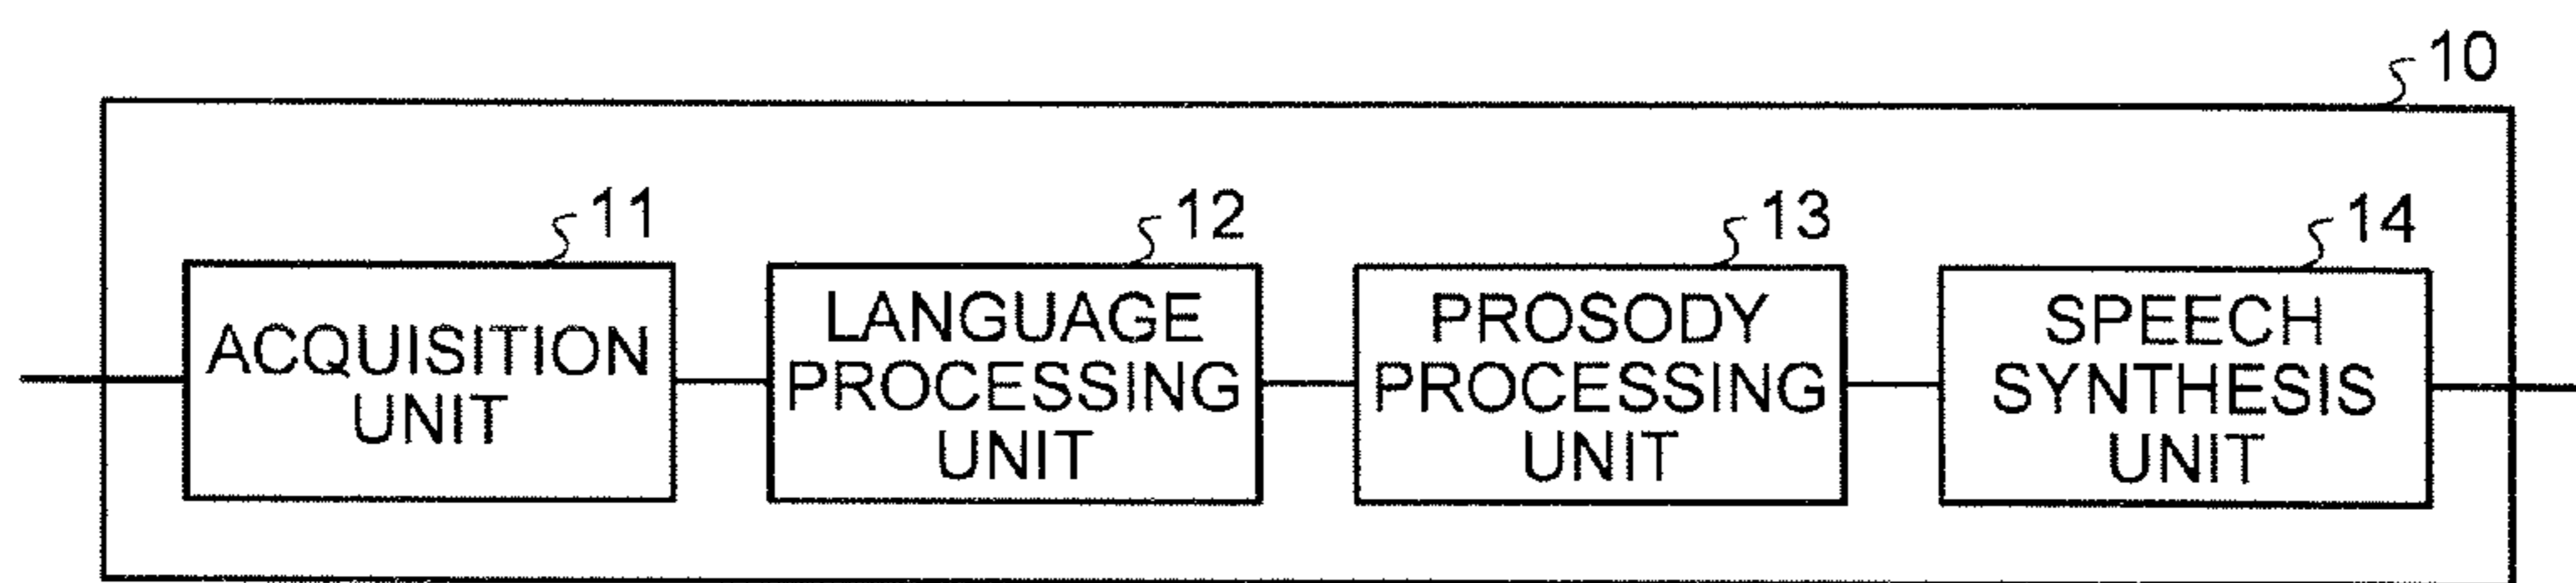 10
11
12
13
14
ACQUISITION
UNIT
LANGUAGE
PROCESSING
UNIT
PROSODY
PROCESSING
UNIT
SPEECH
SYNTHESIS
UNIT